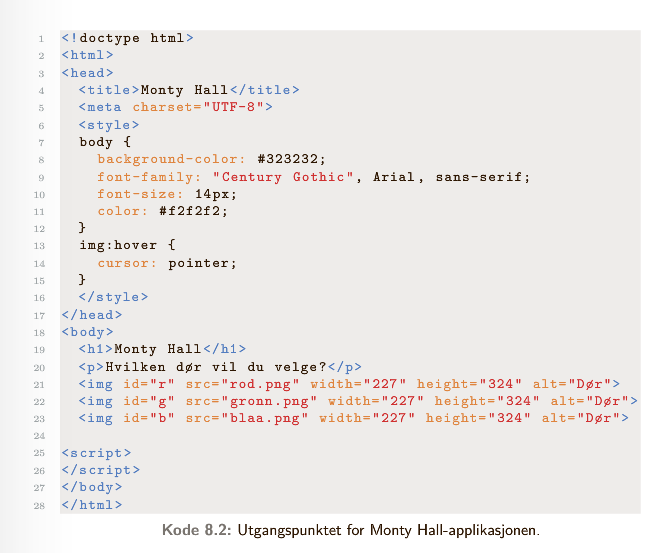 1 <!doctype html>
2 <html>
3 <head>
4   <title>Monty Hall</title>
5   <meta charset="UTF-8">
6   <style>
7   body {
8     background-color: #323232;
9     font-family: "Century Gothic", Arial, sans-serif;
10     font-size: 14px;
11     color: #f2f2f2;
12   }
13   img:hover {
14     cursor: pointer;
15   }
16   </style>
17 </head>
18 <body>
19   <h1>Monty Hall</h1>
20   <p>Hvilken dør vil du velge?</p>
21   <img id="r" src="rod.png" width="227" height="324" alt="Dør">
22   <img id="g" src="gronn.png" width="227" height="324" alt="Dør">
23   <img id="b" src="blaa.png" width="227" height="324" alt="Dør">
24
25 <script>
26 </script>
27 </body>
28 </html>
Kode 8.2: Utgangspunktet for Monty Hall-applikasjonen.